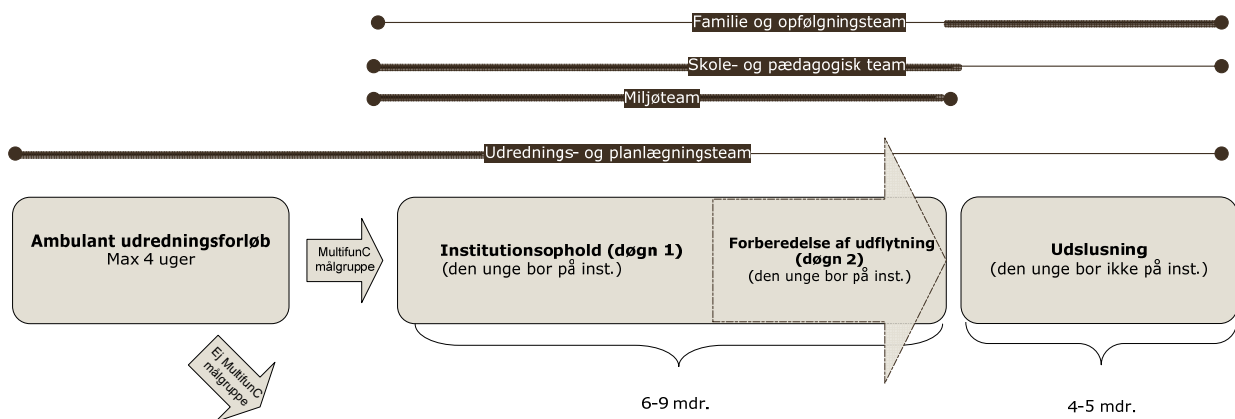 Familie og opfølgningsteam
Skole- og pædagogisk team
Miljøteam
Udrednings- og planlægningsteam
Ambulant udredningsforløb
Max 4 uger
MultifunC
målgruppe
Institutionsophold (døgn 1)
(den unge bor på inst.)
Forberedelse af udflytning
(døgn 2)
(den unge bor på inst.)
Udslusning
(den unge bor ikke på inst.)
Ej MultifunC
målgruppe
6-9 mdr.
4-5 mdr.